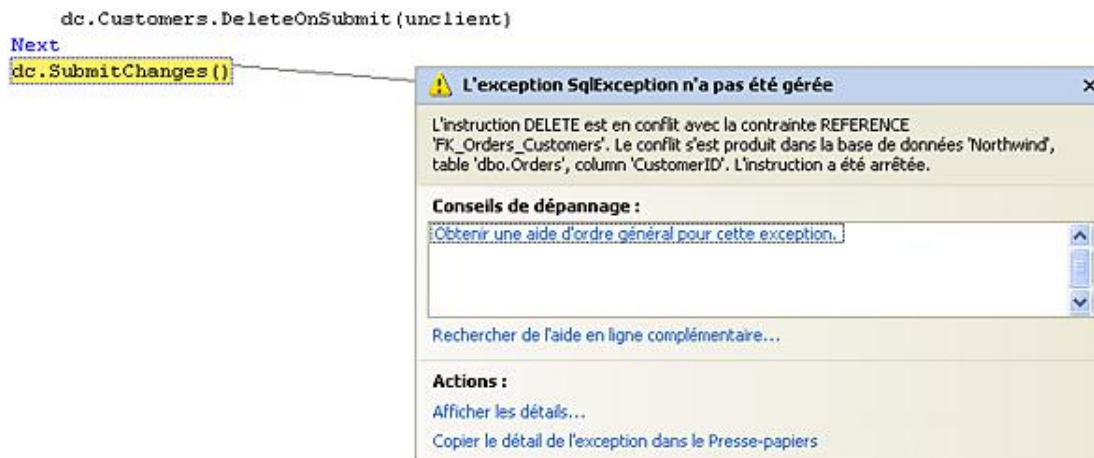 dc.Customers.DeleteOnSubmit(unclient)
Next
dc.SubmitChanges()
L'exception SqlException n'a pas été gérée
L'instruction DELETE est en conflit avec la contrainte REFERENCE
'FK_Orders_Customers'. Le conflit s'est produit dans la base de données 'Northwind',
table 'dbo.Orders', column 'CustomerID'. L'instruction a été arrêtée.
Conseils de dépannage :
Obtenir une aide d'ordre général pour cette exception.
Rechercher de l'aide en ligne complémentaire...
Actions :
Afficher les détails...
Copier le détail de l'exception dans le Presse-papiers